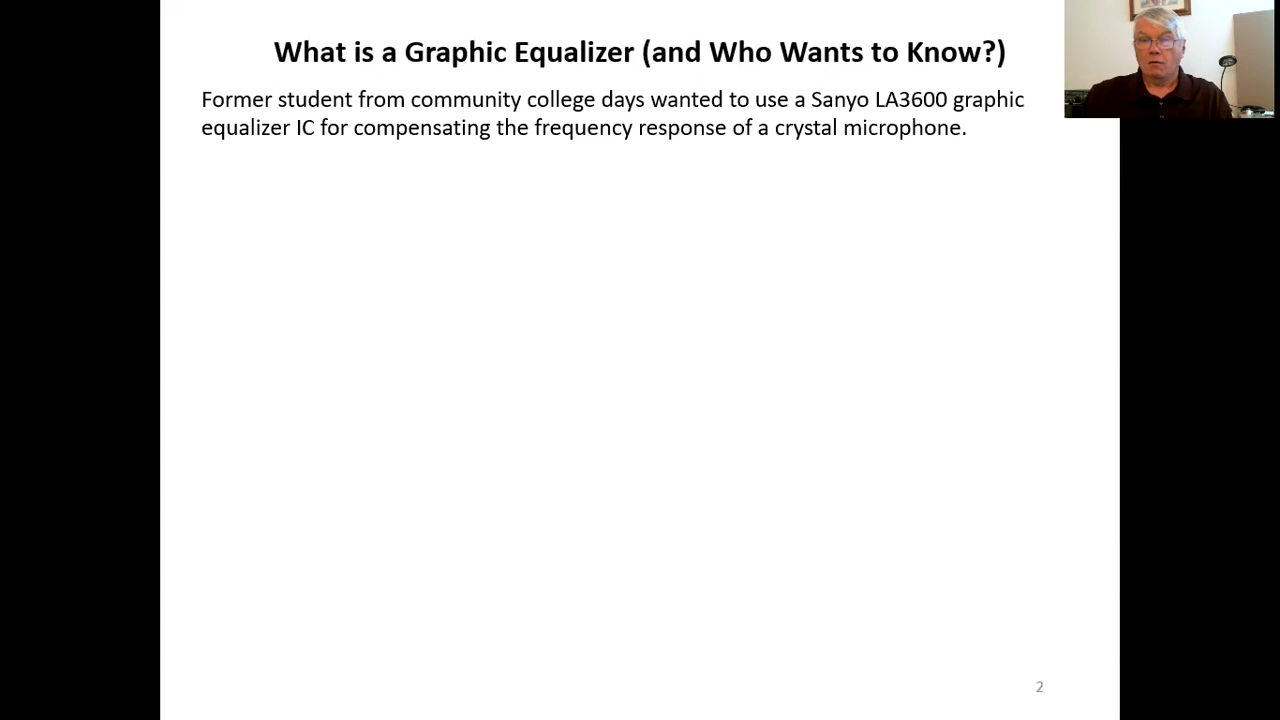 What is a Graphic Equalizer (and Who Wants to Know?)
Former student from community college days wanted to use a Sanyo LA3600 graphic
equalizer IC for compensating the frequency response of a crystal microphone.
2